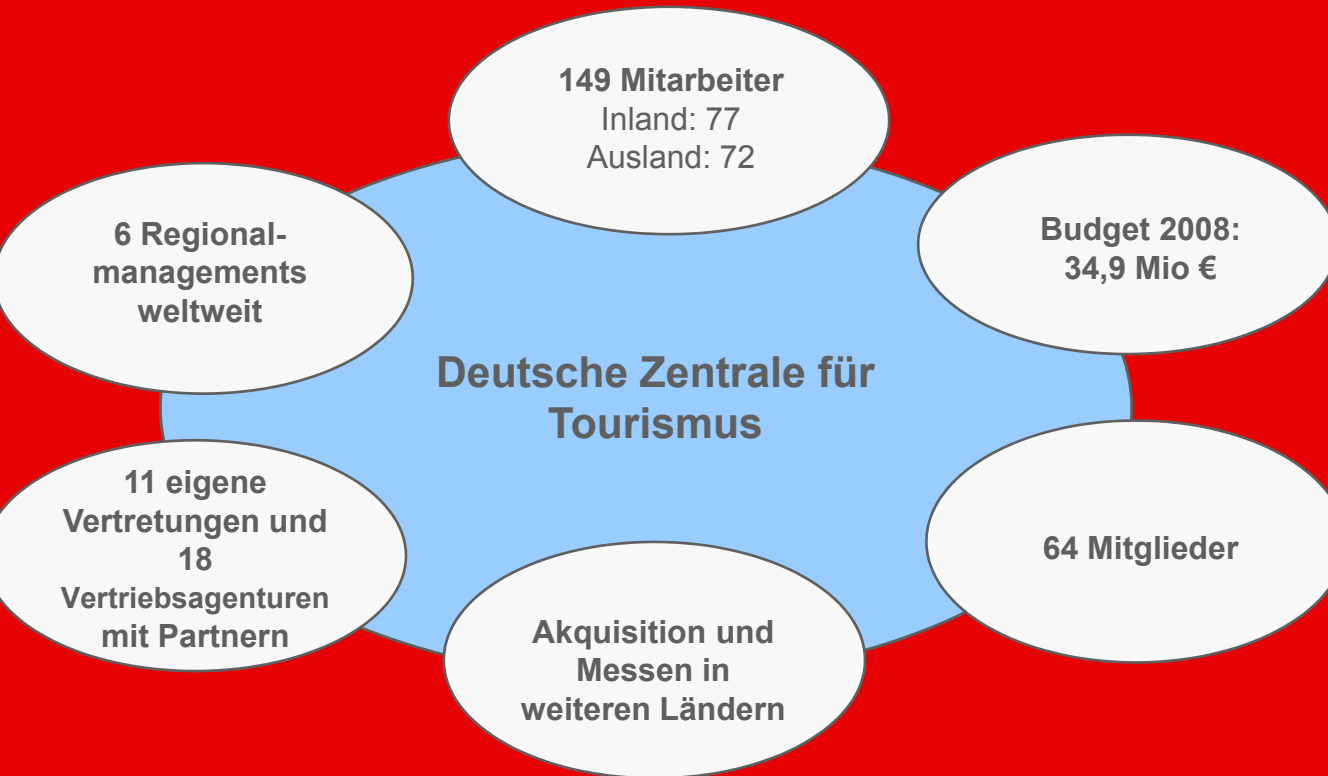 149 Mitarbeiter
Inland: 77
Ausland: 72
6 Regional-
managements
weltweit
Budget 2008:
34,9 Mio €
Deutsche Zentrale für
Tourismus
11 eigene
Vertretungen und
18
Vertriebsagenturen
mit Partnern
64 Mitglieder
Akquisition und
Messen in
weiteren Ländern